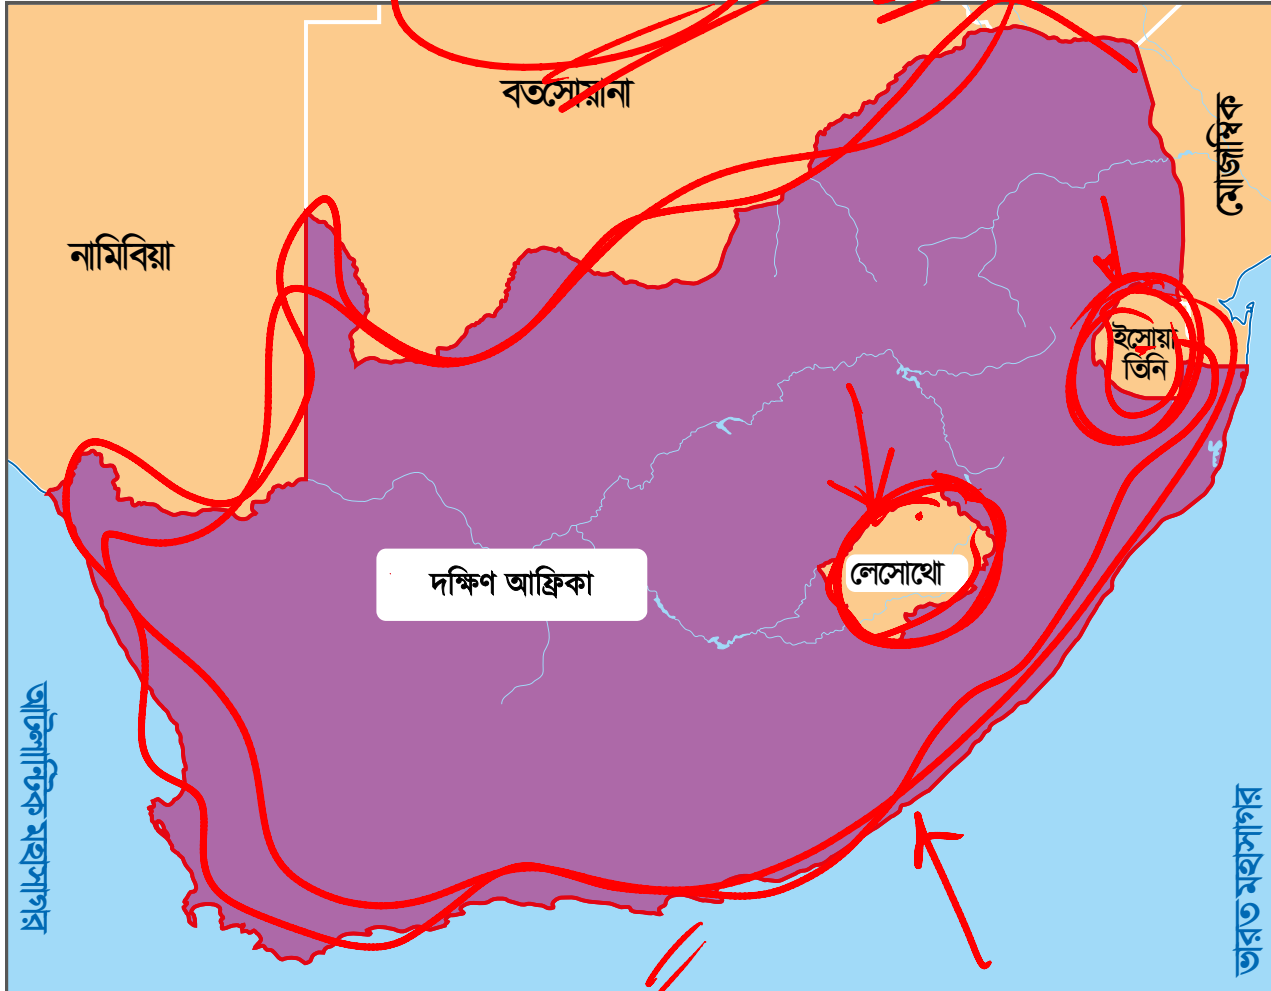 বতসোয়ানা
মোজাম্বিক
নামিবিয়া
ইসোয়া
তিনি
দক্ষিণ আফ্রিকা
লেসোথো
আটলান্টিক মহাসাগর
ভারত মহাসাগর